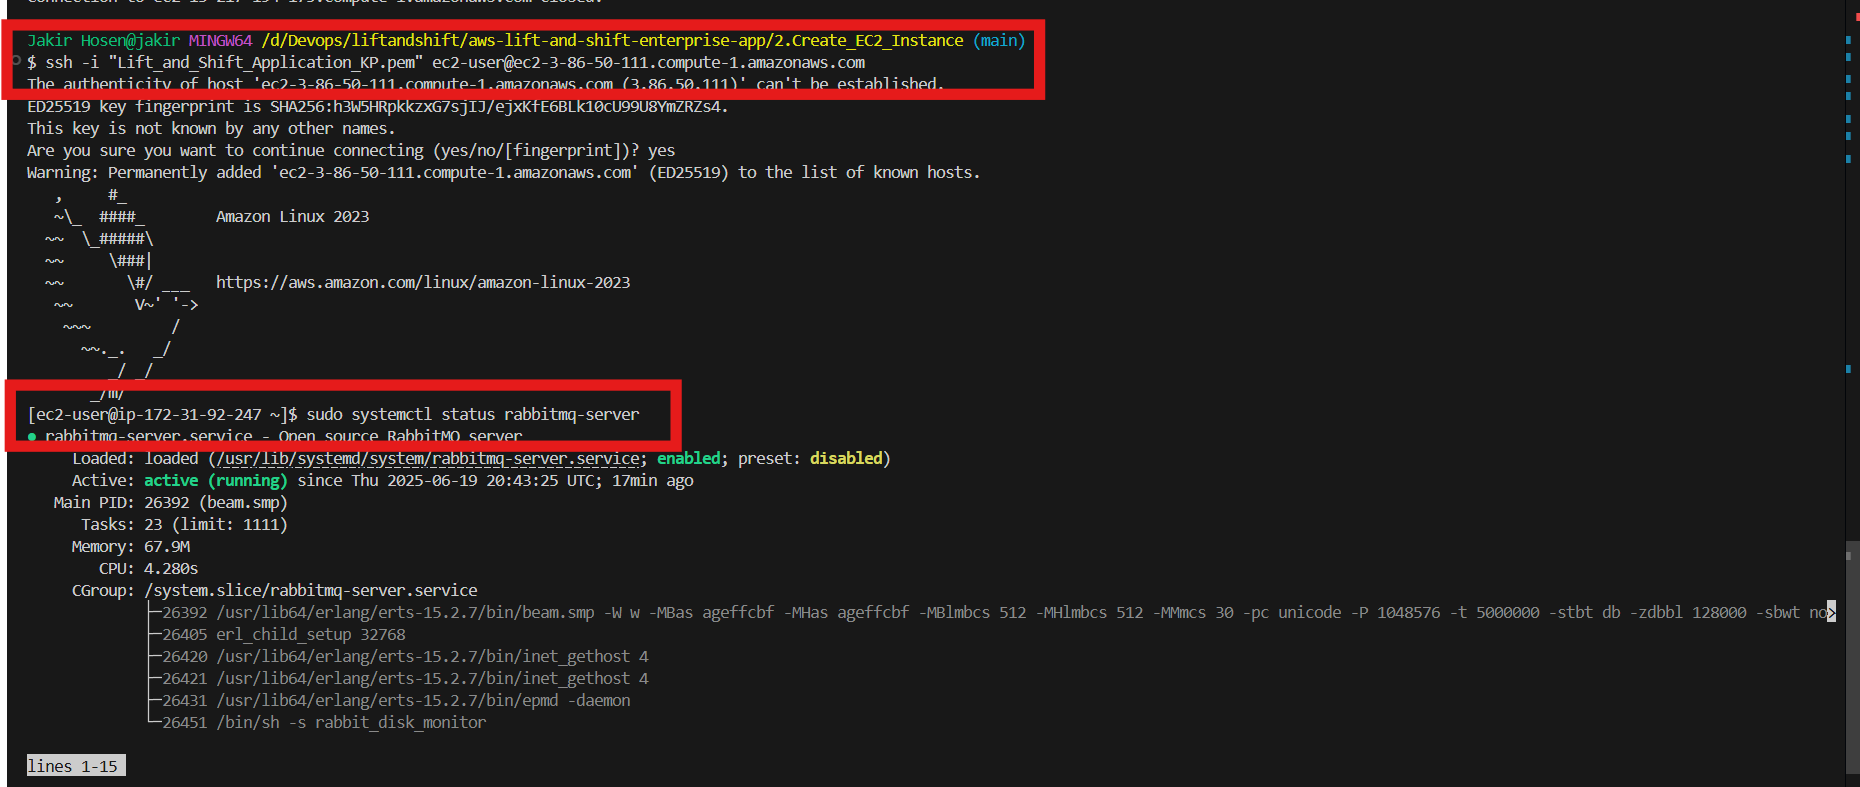 Connection to ec2-13-217-194-175.compute-1.amazonaws.com closed.
Jakir Hosen@jakir MINGW64 /d/Devops/liftandshift/aws-lift-and-shift-enterprise-app/2.Create_EC2_Instance (main)
$ ssh -i "Lift_and_Shift_Application_KP.pem" ec2-user@ec2-3-86-50-111.compute-1.amazonaws.com
The authenticity of host 'ec2-3-86-50-111.compute-1.amazonaws.com (3.86.50.111)' can't be established.
ED25519 key fingerprint is SHA256:h3W5HRpkkzxG7sjIJ/ejxKfE6BLk10cU99U8YmZRZs4.
This key is not known by any other names.
Are you sure you want to continue connecting (yes/no/[fingerprint])? yes
Warning: Permanently added 'ec2-3-86-50-111.compute-1.amazonaws.com' (ED25519) to the list of known hosts.
   ,     #_
   ~\_  ####_        Amazon Linux 2023
  ~~  \_#####\
  ~~     \###|
  ~~       \#/ ___   https://aws.amazon.com/linux/amazon-linux-2023
   ~~       V~' '->
    ~~~         /
      ~~._.   _/
         _/ _/
       _/m/'
[ec2-user@ip-172-31-92-247 ~]$ sudo systemctl status rabbitmq-server
● rabbitmq-server.service - Open source RabbitMQ server
     Loaded: loaded (/usr/lib/systemd/system/rabbitmq-server.service; enabled; preset: disabled)
     Active: active (running) since Thu 2025-06-19 20:43:25 UTC; 17min ago
   Main PID: 26392 (beam.smp)
      Tasks: 23 (limit: 1111)
     Memory: 67.9M
        CPU: 4.280s
     CGroup: /system.slice/rabbitmq-server.service
             ├─26392 /usr/lib64/erlang/erts-15.2.7/bin/beam.smp -W w -MBas ageffcbf -MHas ageffcbf -MBlmbcs 512 -MHlmbcs 512 -MMmcs 30 -pc unicode -P 1048576 -t 5000000 -stbt db -zdbbl 128000 -sbwt no>
             ├─26405 erl_child_setup 32768
             ├─26420 /usr/lib64/erlang/erts-15.2.7/bin/inet_gethost 4
             ├─26421 /usr/lib64/erlang/erts-15.2.7/bin/inet_gethost 4
             ├─26431 /usr/lib64/erlang/erts-15.2.7/bin/epmd -daemon
             └─26451 /bin/sh -s rabbit_disk_monitor
lines 1-15